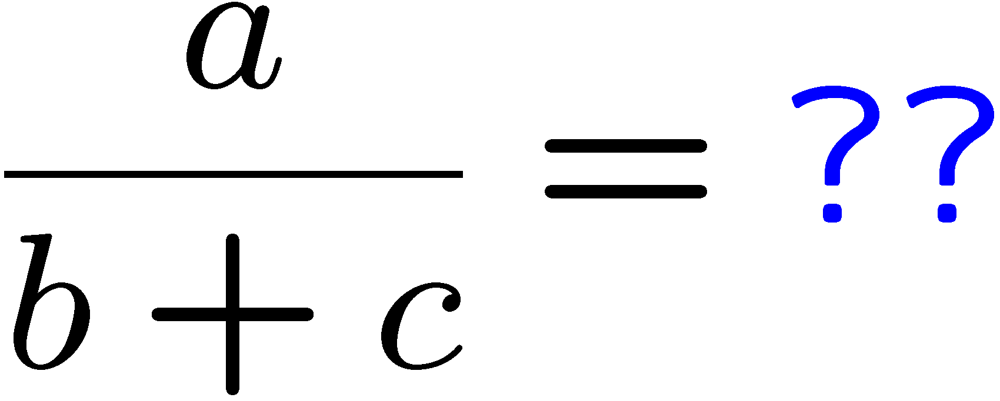 a
b + c = ??